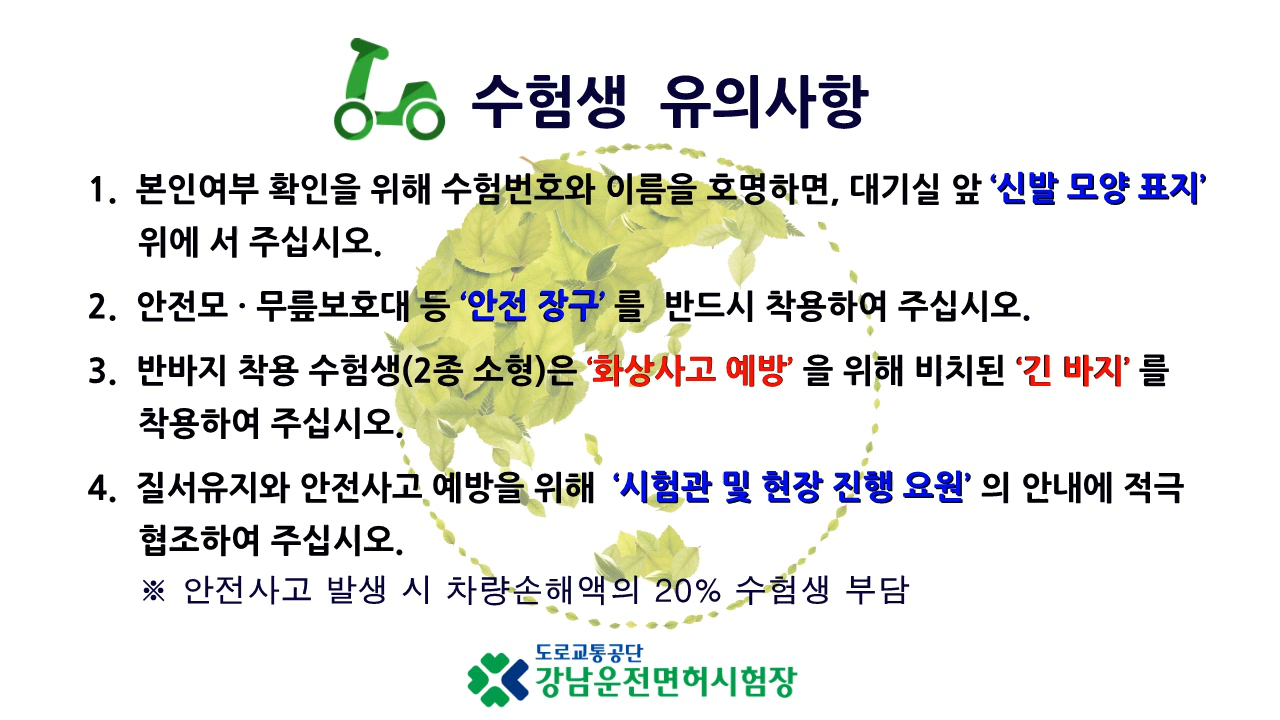 수험생 유의사항
1. 본인여부 확인을 위해 수험번호와 이름을 호명하면, 대기실 앞 ‘신발 모양 표지’
위에 서 주십시오.
2. 안전모 · 무릎보호대 등 ‘안전 장구’ 를 반드시 착용하여 주십시오.
3. 반바지 착용 수험생(2종 소형)은 ‘화상사고 예방’ 을 위해 비치된 ‘긴 바지’ 를
착용하여 주십시오.
4. 질서유지와 안전사고 예방을 위해 ‘시험관 및 현장 진행 요원’ 의 안내에 적극
협조하여 주십시오.
※ 안전사고 발생 시 차량손해액의 20% 수험생 부담
도로교통공단
강남운전면허시험장